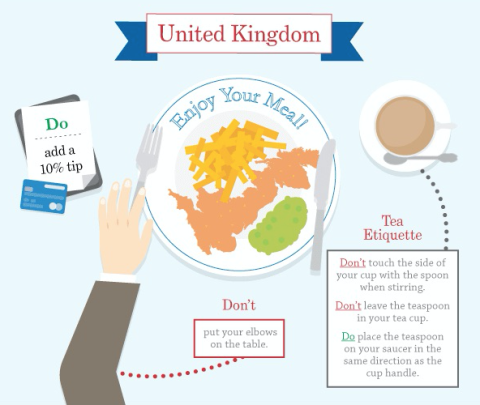 United Kingdom
Enjoy Your Meal!
Do
add a
10% tip
Tea
Etiquette
Don't touch the side of
your cup with the spoon
when stirring.
Don't leave the teaspoon
in your tea cup.
Do place the teaspoon
on your saucer in the
same direction as the
cup handle.
Don't
put your elbows
on the table.